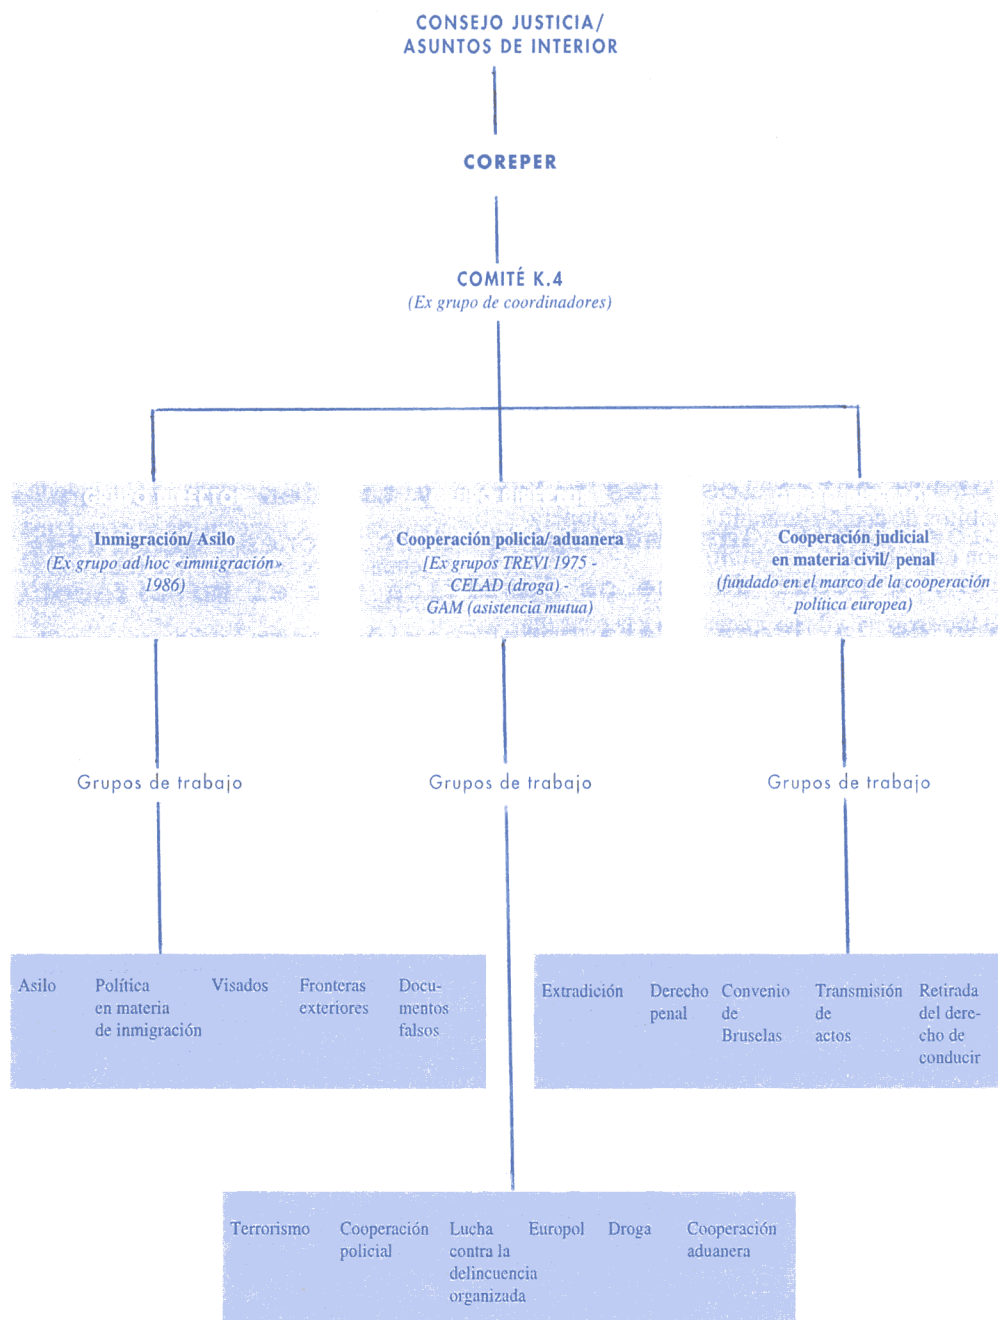 CONSEJO JUSTICIA/
ASUNTOS DE INTERIOR
COREPER
COMITÉ K.4
(Ex grupo de coordinadores)
GRUPO DIRECTOR
Inmigración/ Asilo
(Ex grupo ad hoc «immigración»
1986)
Cooperación policia/ aduanera
[Ex grupos TREVI 1975 -
CELAD (droga) -
GAM (asistencia mutua)
Cooperación judicial
en materia civil/ penal
(fundado en el marco de la cooperación
política europea)
Grupos de trabajo
Grupos de trabajo
Grupos de trabajo
Asilo
Política
en materia
de inmigración
Visados
Fronteras
exteriores
Docu-
mentos
falsos
Extradición
Derecho
penal
Convenio
de
Bruselas
Transmisión
de
actos
Retirada
del dere-
cho de
conducir
Terrorismo
Cooperación
policial
Lucha
contra la
delincuencia
organizada
Europol
Droga
Cooperación
aduanera